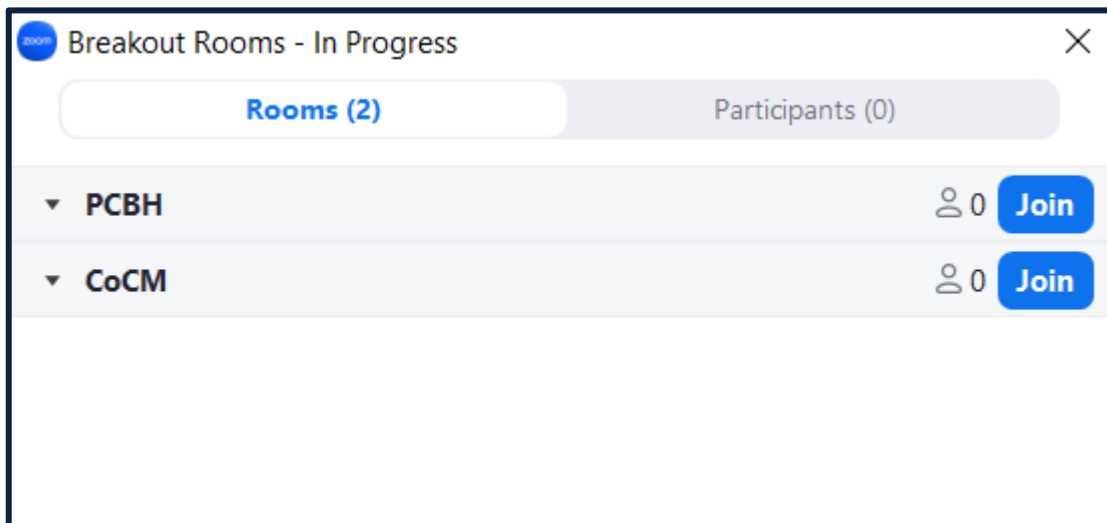 zoom Breakout Rooms - In Progress
Rooms (2) Participants (0)
PCBH 0 Join
CoCM 0 Join